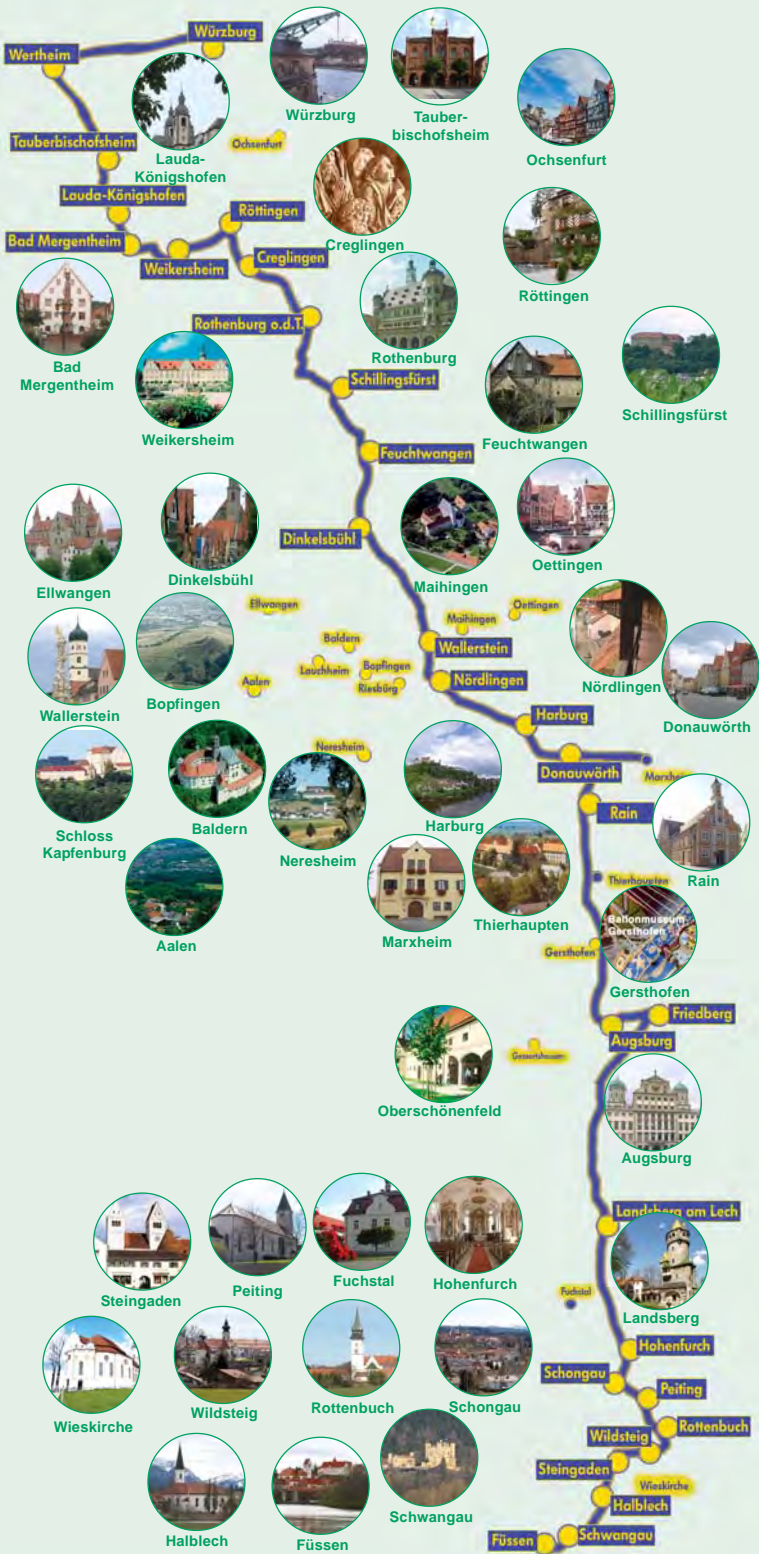 Würzburg
Wertheim
Würzburg
Tauber-
bischofsheim
Ochsenfurt
Lauda-
Königshofen
Ochsenfurt
Tauberbischofsheim
Lauda-Königshofen
Röttingen
Creglingen
Bad Mergentheim
Weikersheim
Creglingen
Röttingen
Bad
Mergentheim
Rothenburg o.d.T.
Rothenburg
Weikersheim
Schillingsfürst
Feuchtwangen
Schillingsfürst
Feuchtwangen
Ellwangen
Dinkelsbühl
Dinkelsbühl
Maihingen
Oettingen
Ellwangen
Oettingen
Maihingen
Wallerstein
Baldern
Lauchheim
Bopfingen
Riesbürg
Aalen
Nördlingen
Nördlingen
Wallerstein
Bopfingen
Donauwörth
Harburg
Neresheim
Donauwörth
Marxheim
Schloss
Kapfenburg
Baldern
Neresheim
Harburg
Rain
Rain
Aalen
Marxheim
Thierhaupten
Thierhaupten
Ballonmuseum
Gersthofen
Gersthofen
Gersthofen
Friedberg
Augsburg
Gessertshausen
Oberschönenfeld
Augsburg
Landsberg am Lech
Steingaden
Peiting
Fuchstal
Hohenfurch
Fuchstal
Landsberg
Hohenfurch
Schongau
Peiting
Wieskirche
Wildsteig
Rottenbuch
Schongau
Rottenbuch
Wildsteig
Steingaden
Wieskirche
Halblech
Halblech
Füssen
Schwangau
Füssen
Schwangau